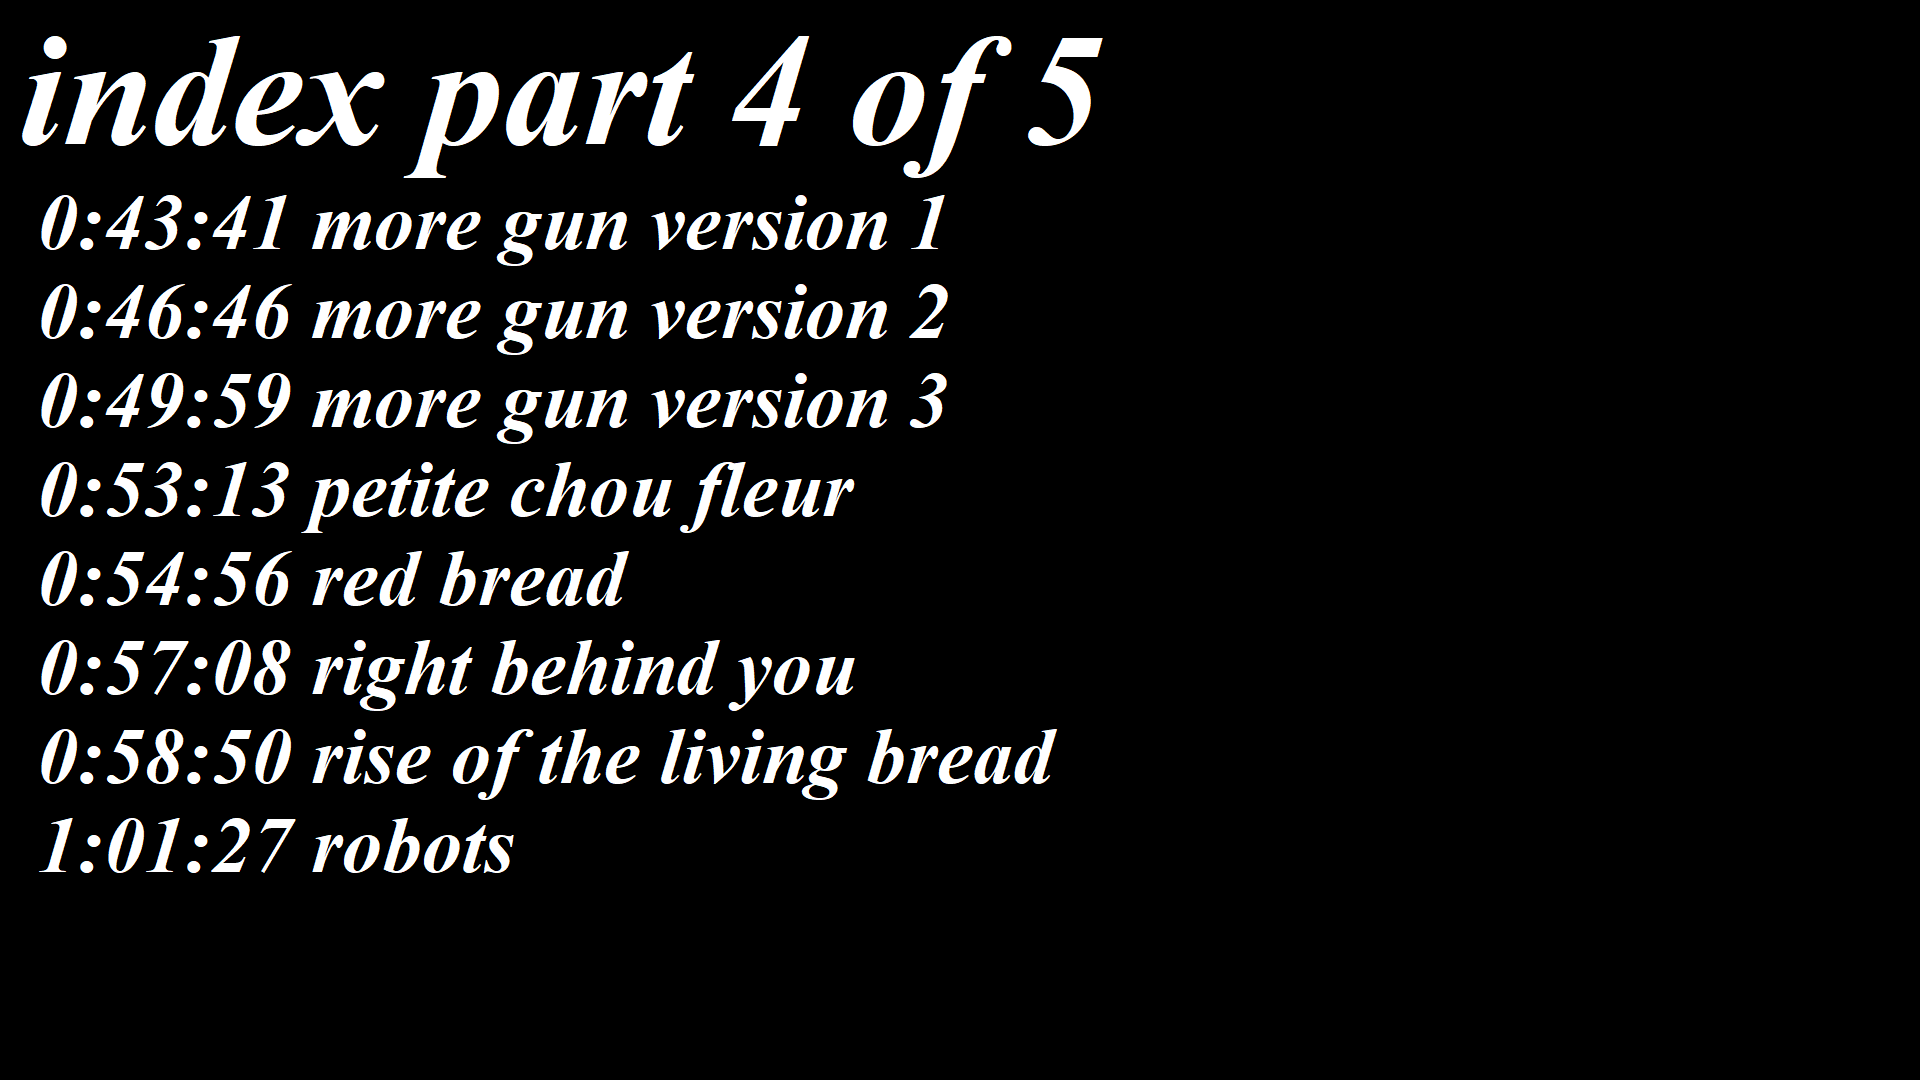 index part 4 of 5
0:43:41 more gun version 1
0:46:46 more gun version 2
0:49:59 more gun version 3
0:53:13 petite chou fleur
0:54:56 red bread
0:57:08 right behind you
0:58:50 rise of the living bread
1:01:27 robots